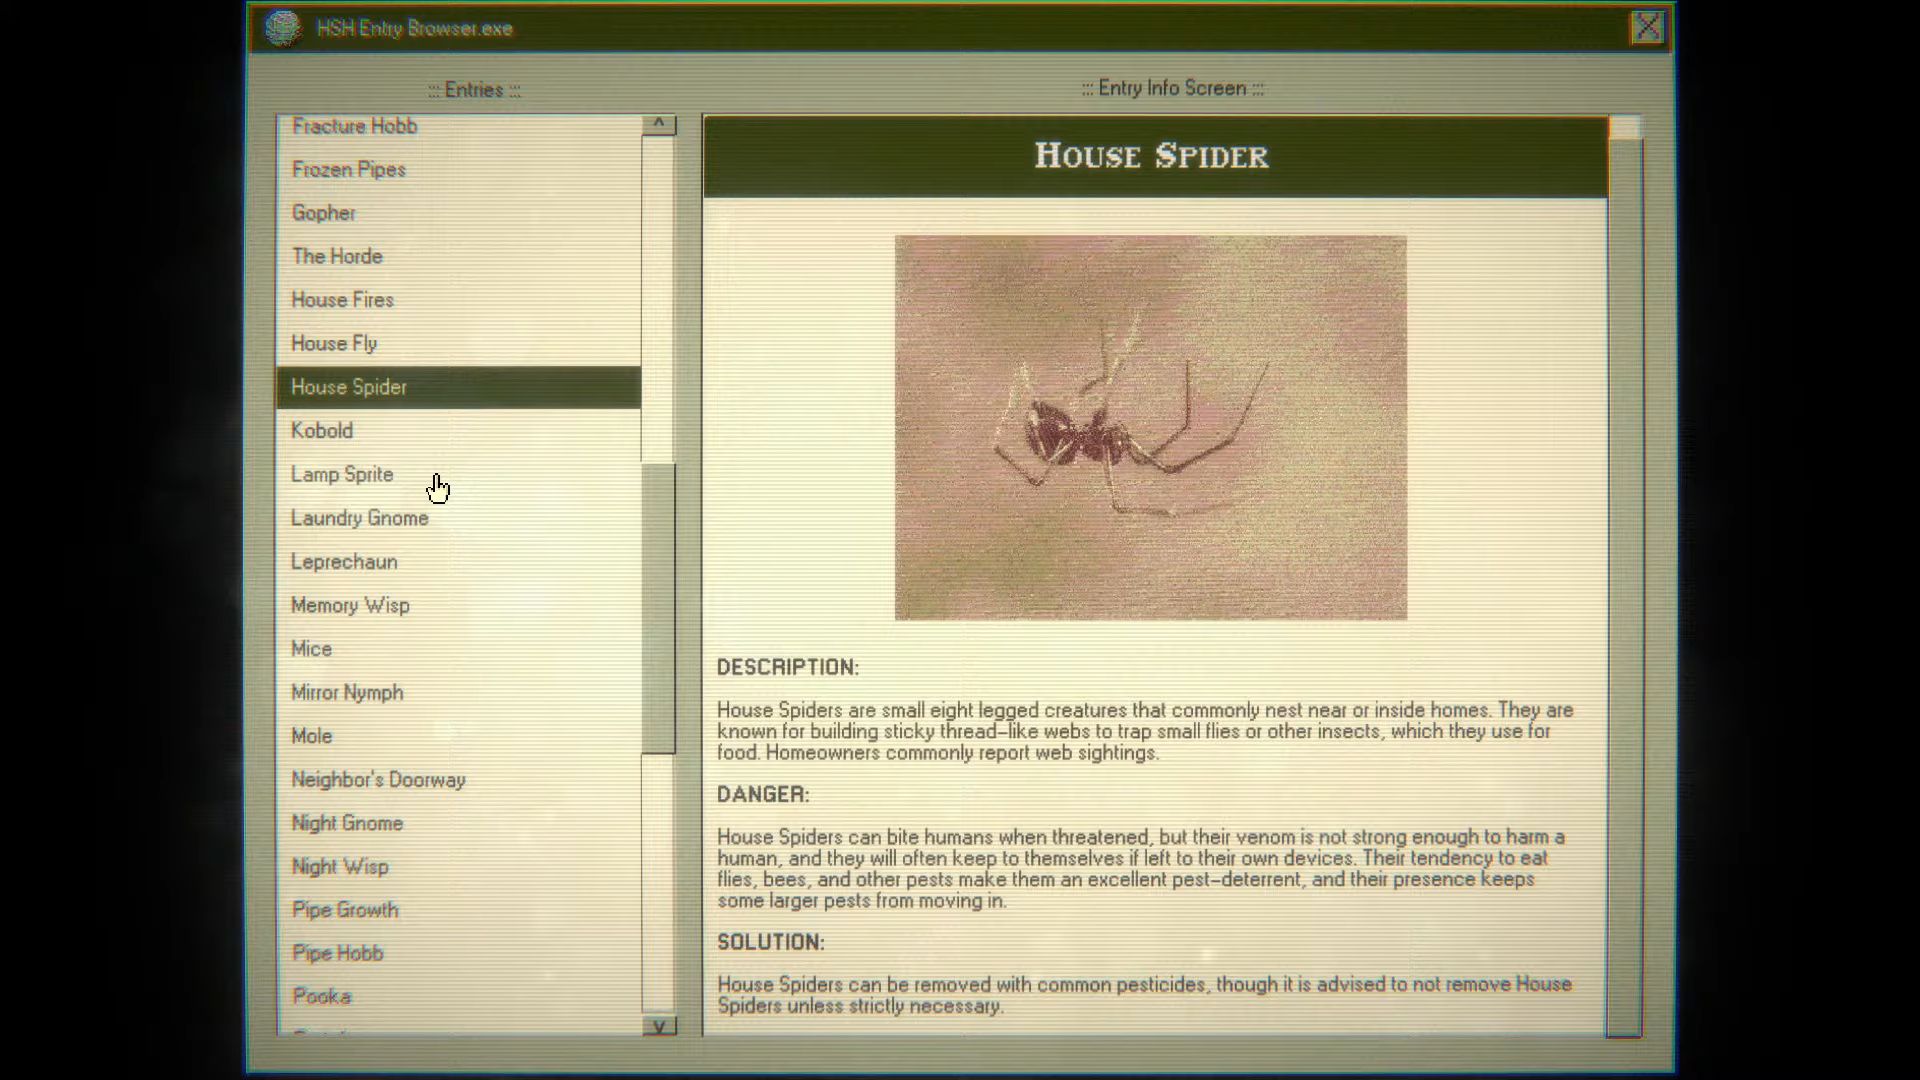 HSH Entry Browser.exe
::: Entries :::
Fracture Hobb
Frozen Pipes
Gopher
The Horde
House Fires
House Fly
House Spider
Kobold
Lamp Sprite
Laundry Gnome
Leprechaun
Memory Wisp
Mice
Mirror Nymph
Mole
Neighbor's Doorway
Night Gnome
Night Wisp
Pipe Growth
Pipe Hobb
Pooka
::: Entry Info Screen :::
HOUSE SPIDER
DESCRIPTION:
House Spiders are small eight legged creatures that commonly nest near or inside homes. They are
known for building sticky thread-like webs to trap small flies or other insects, which they use for
food. Homeowners commonly report web sightings.
DANGER:
House Spiders can bite humans when threatened, but their venom is not strong enough to harm a
human, and they will often keep to themselves if left to their own devices. Their tendency to eat
flies, bees, and other pests make them an excellent pest-deterrent, and their presence keeps
some larger pests from moving in.
SOLUTION:
House Spiders can be removed with common pesticides, though it is advised to not remove House
Spiders unless strictly necessary.